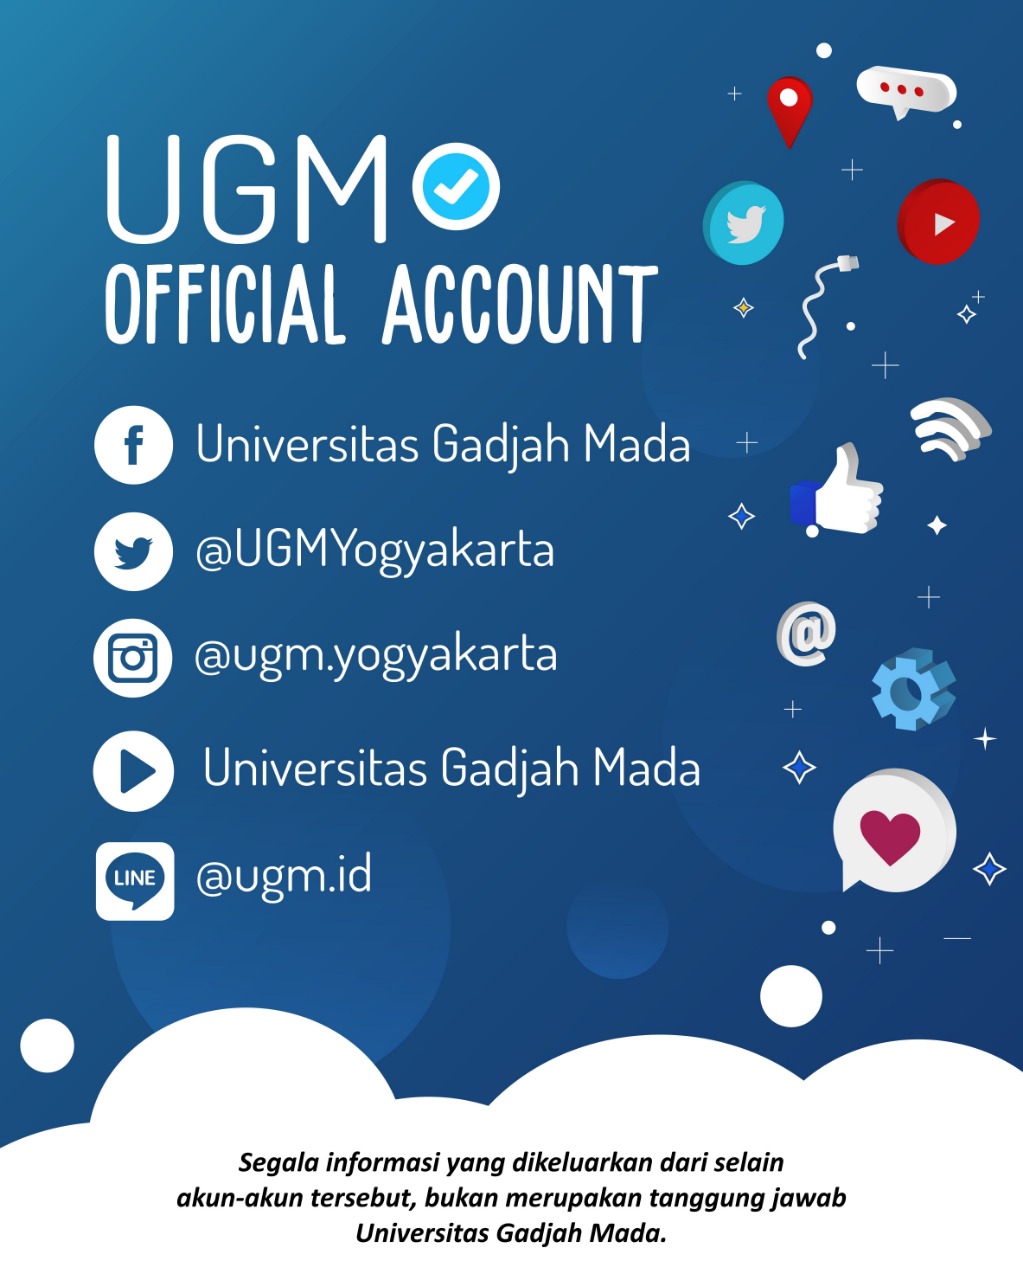 UGM
OFFICIAL ACCOUNT
f Universitas Gadjah Mada
@UGMYogyakarta
@ugm.yogyakarta
Universitas Gadjah Mada
LINE @ugm.id
@
Segala informasi yang dikeluarkan dari selain
akun-akun tersebut, bukan merupakan tanggung jawab
Universitas Gadjah Mada.